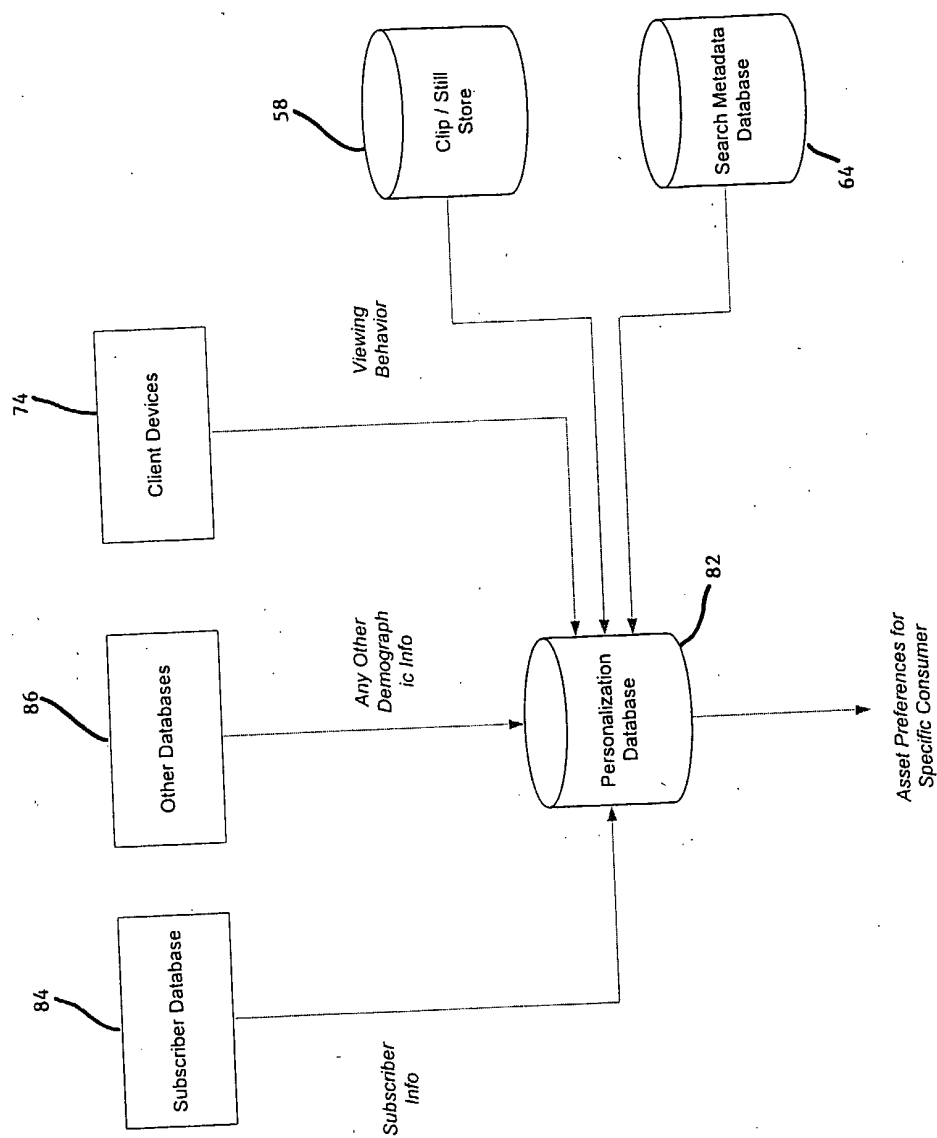 84
Subscriber Database
Subscriber
Info
86
Other Databases
Any Other
Demograph
ic Info
74
Client Devices
Viewing
Behavior
58
Clip / Still
Store
Search Metadata
Database
64
82
Personalization
Database
Asset Preferences for
Specific Consumer